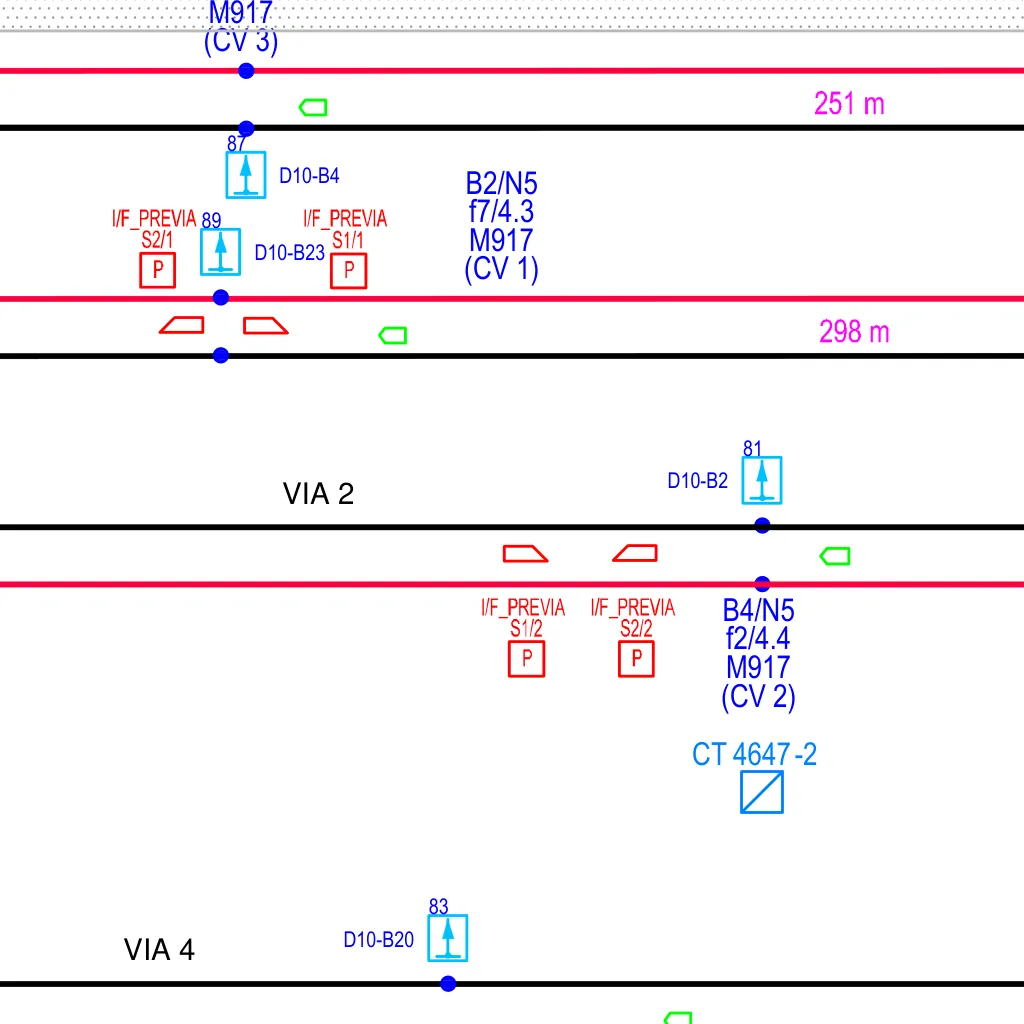 M917
(CV 3)
251 m
87
D10-B4
I/F_PREVIA
S2/1
P
89
D10-B23
I/F_PREVIA
S1/1
P
B2/N5
f7/4.3
M917
(CV 1)
298 m
VIA 2
81
D10-B2
I/F_PREVIA
S1/2
P
I/F_PREVIA
S2/2
P
B4/N5
f2/4.4
M917
(CV 2)
CT 4647-2
83
D10-B20
VIA 4